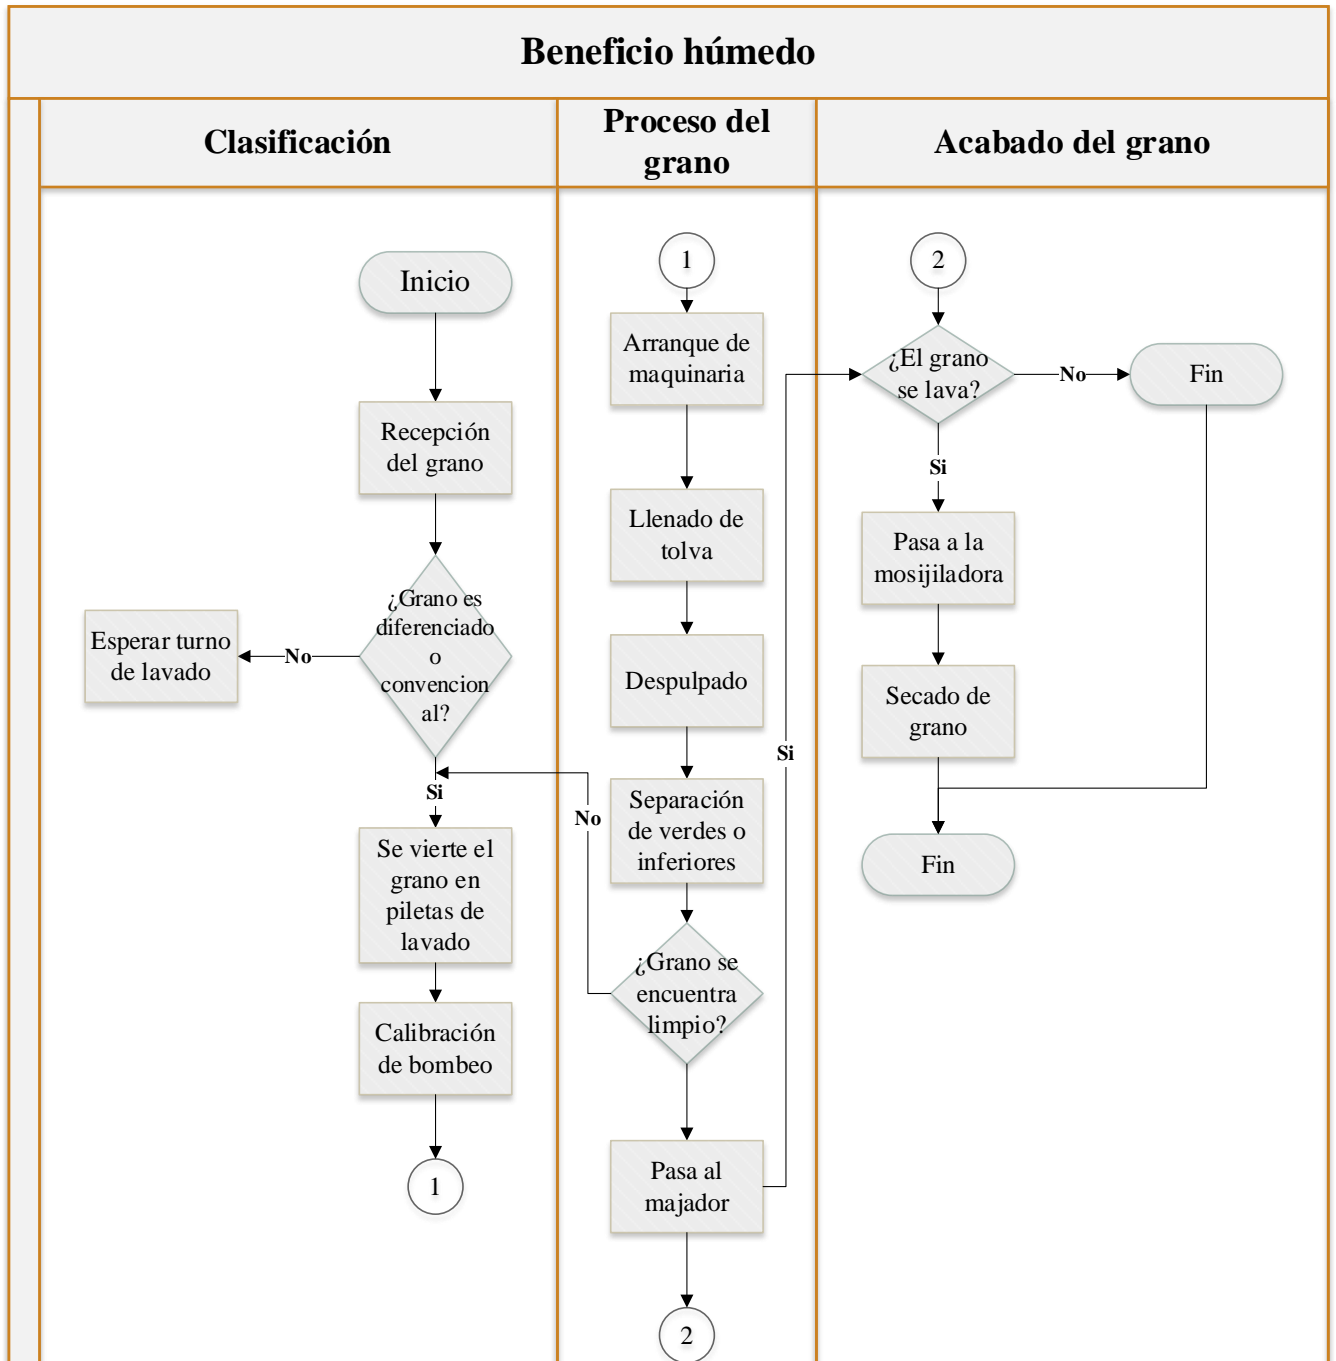 Beneficio húmedo
Clasificación
Proceso del
grano
Acabado del grano
Inicio
Recepción
del grano
¿Grano es
diferenciado
o
convencion
al?
No
Esperar turno
de lavado
Si
Se vierte el
grano en
piletas de
lavado
Calibración
de bombeo
1
1
Arranque de
maquinaria
Llenado de
tolva
Despulpado
Separación
de verdes o
inferiores
¿Grano se
encuentra
limpio?
No
Pasa al
majador
Si
2
2
¿El grano
se lava?
No
Fin
Si
Pasa a la
mosijiladora
Secado de
grano
Fin